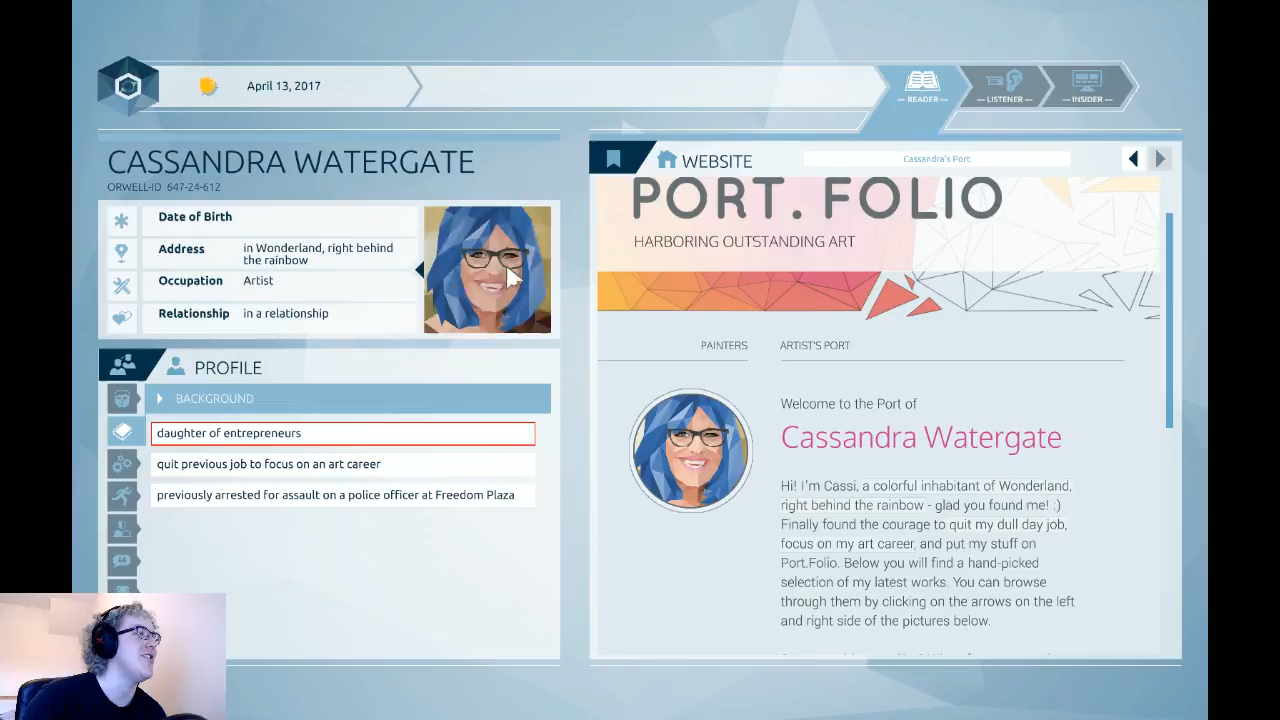 April 13, 2017
— READER —
— LISTENER —
— INSIDER —
CASSANDRA WATERGATE
ORWELL-ID 647-24-612
Date of Birth
Address in Wonderland, right behind
the rainbow
Occupation Artist
Relationship in a relationship
PROFILE
BACKGROUND
daughter of entrepreneurs
quit previous job to focus on an art career
previously arrested for assault on a police officer at Freedom Plaza
WEBSITE
Cassandra's Port
PORT. FOLIO
HARBORING OUTSTANDING ART
PAINTERS
ARTIST'S PORT
Welcome to the Port of
Cassandra Watergate
Hi! I'm Cassi, a colorful inhabitant of Wonderland,
right behind the rainbow - glad you found me! :)
Finally found the courage to quit my dull day job,
focus on my art career, and put my stuff on
Port.Folio. Below you will find a hand-picked
selection of my latest works. You can browse
through them by clicking on the arrows on the left
and right side of the pictures below.